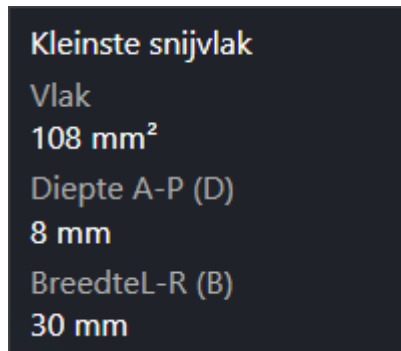 Kleinste snijvlak
Vlak
108 mm²
Diepte A-P (D)
8 mm
BreedteL-R (B)
30 mm